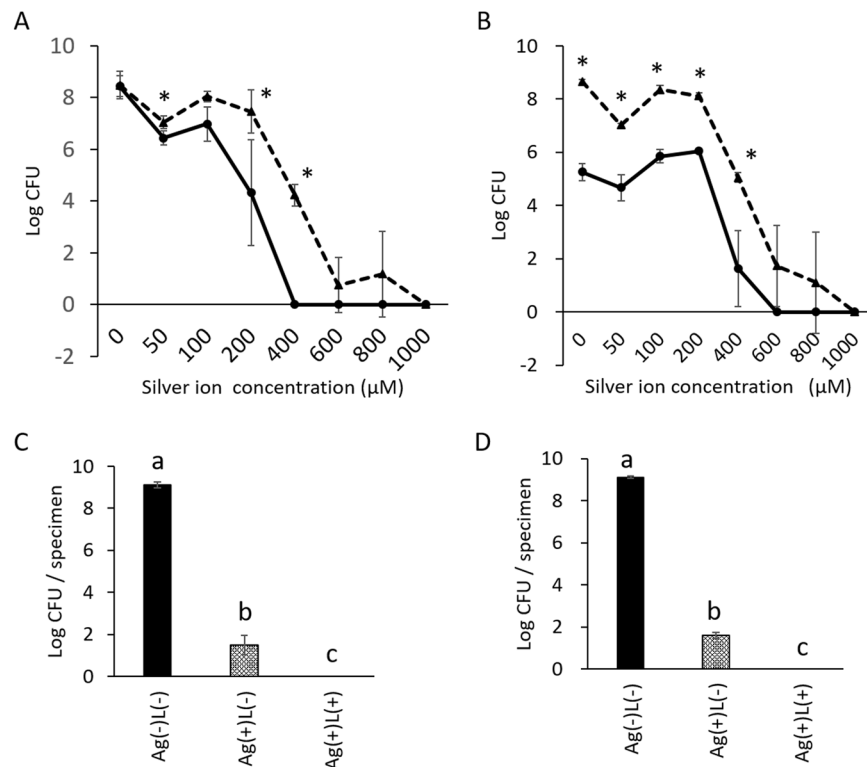 A
10
8
6
4
2
0
-2
Log CFU
*
*
*
0
50
100
200
400
600
800
1000
Silver ion concentration (μM)
B
10
8
6
4
2
0
-2
Log CFU
*
*
*
*
*
0
50
100
200
400
600
800
1000
Silver ion concentration (μM)
C
10
8
6
4
2
0
Log CFU / specimen
a
b
c
Ag(-)L(-)
Ag(+)L(-)
Ag(+)L(+)
D
10
8
6
4
2
0
Log CFU / specimen
a
b
c
Ag(-)L(-)
Ag(+)L(-)
Ag(+)L(+)